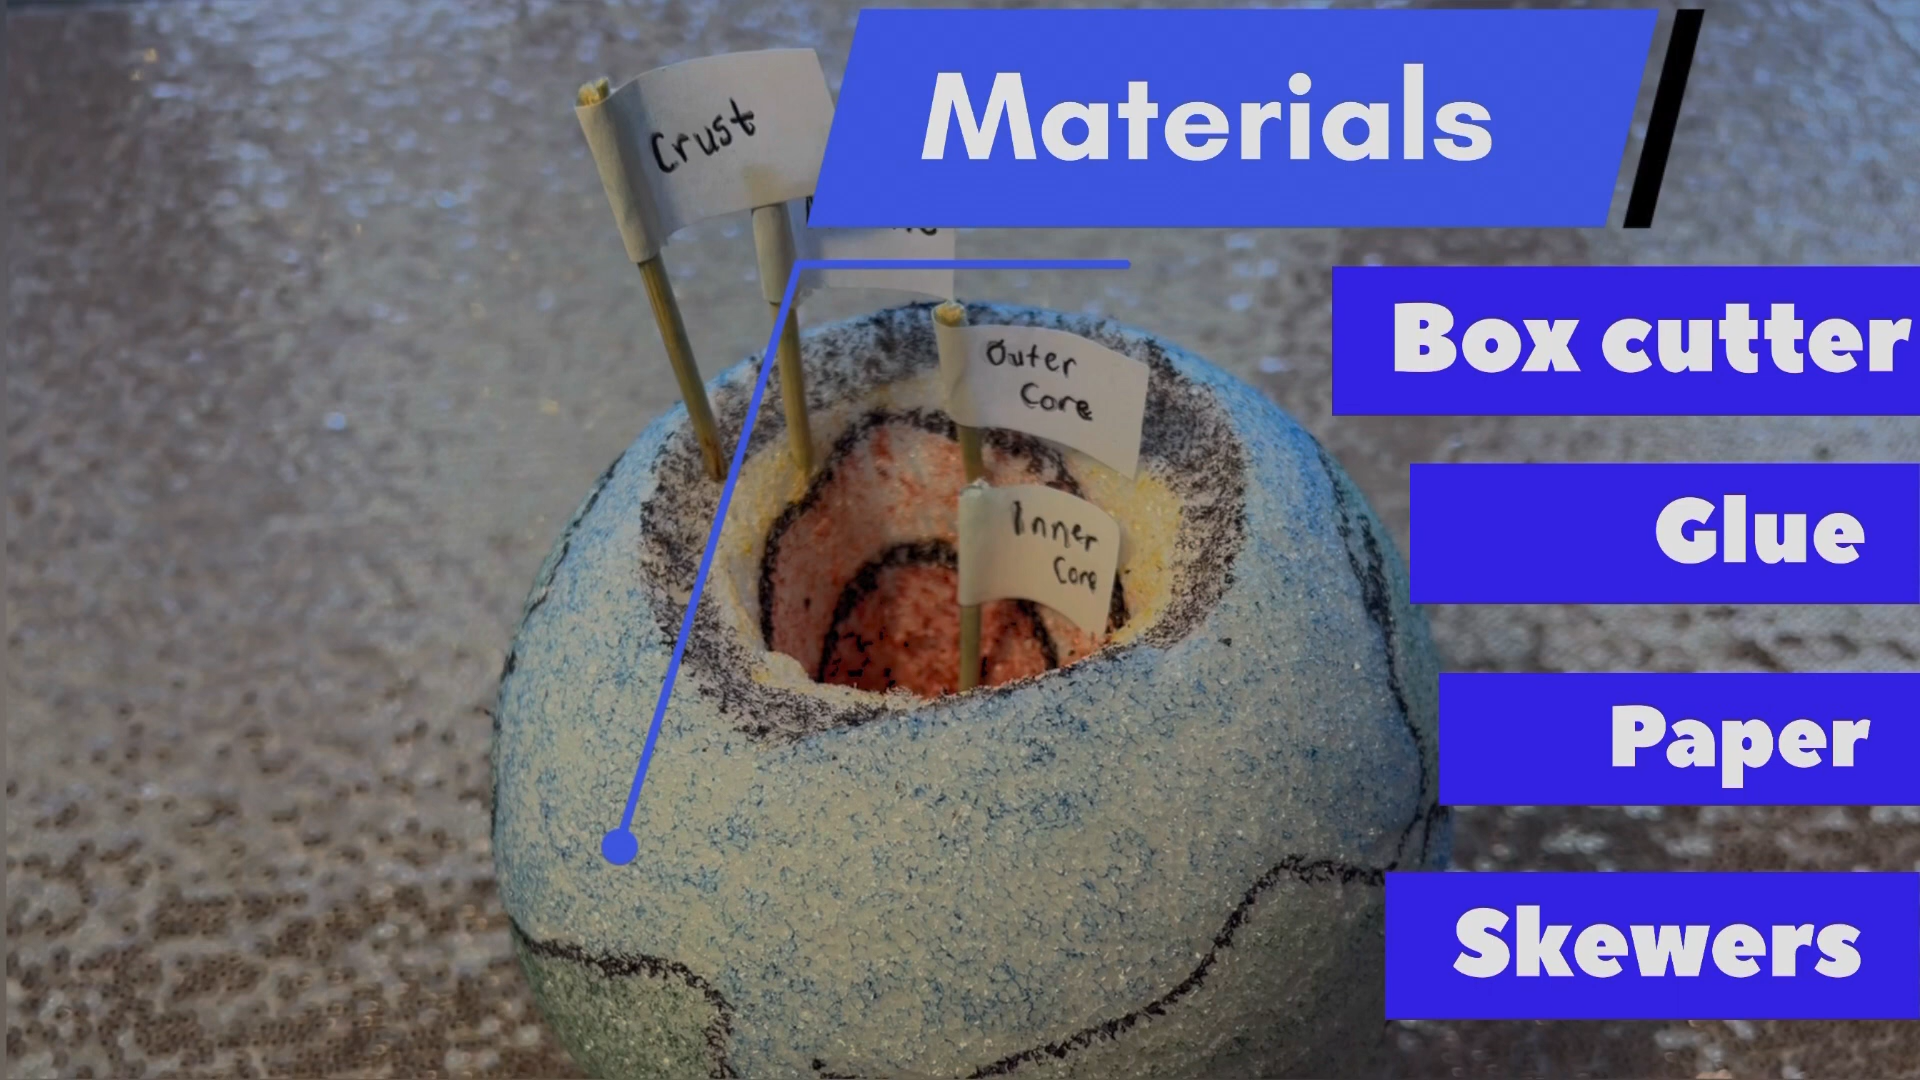 Materials
Crust
Outer
Core
Inner
Core
Box cutter
Glue
Paper
Skewers